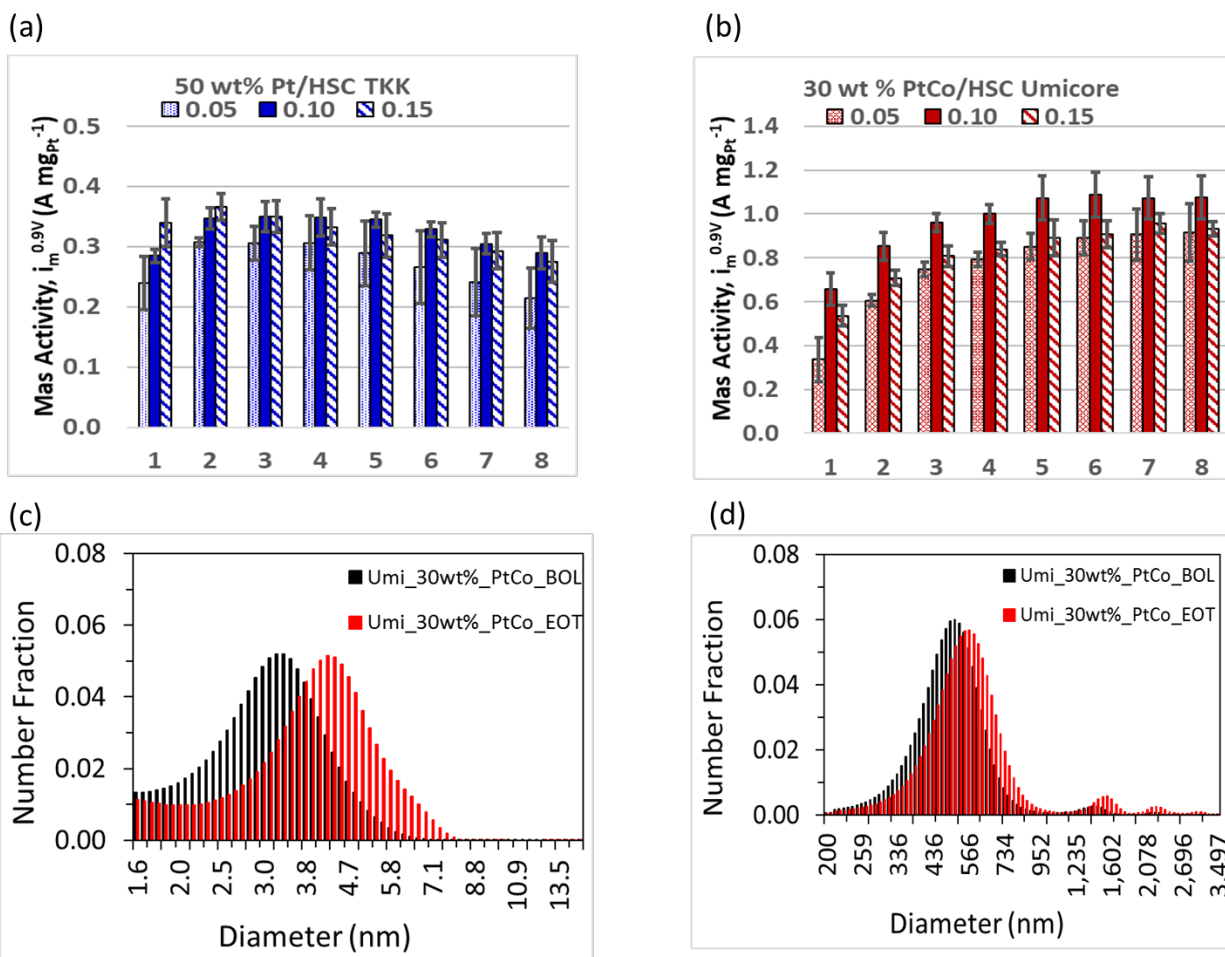 (a)
50 wt% Pt/HSC TKK
0.05 0.10 0.15
Mas Activity, i_m^0.9V (A mg_Pt^-1)
0.5
0.4
0.3
0.2
0.1
0.0
1 2 3 4 5 6 7 8
(b)
30 wt % PtCo/HSC Umicore
0.05 0.10 0.15
Mas Activity, i_m^0.9V (A mg_Pt^-1)
1.4
1.2
1.0
0.8
0.6
0.4
0.2
0.0
1 2 3 4 5 6 7 8
(c)
Umi_30wt%_PtCo_BOL
Umi_30wt%_PtCo_EOT
Number Fraction
0.08
0.06
0.04
0.02
0.00
1.6 2.0 2.5 3.0 3.8 4.7 5.8 7.1 8.8 10.9 13.5
Diameter (nm)
(d)
Umi_30wt%_PtCo_BOL
Umi_30wt%_PtCo_EOT
Number Fraction
0.08
0.06
0.04
0.02
0.00
200 259 336 436 566 734 952 1,235 1,602 2,078 2,696 3,497
Diameter (nm)